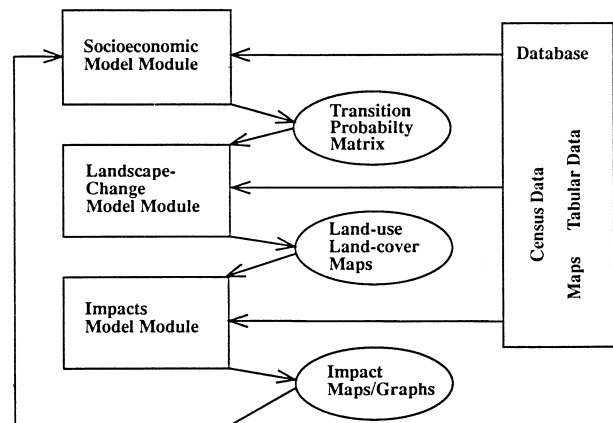 Socioeconomic
Model Module
Database
Transition
Probabilty
Matrix
Landscape-
Change
Model Module
Land-use
Land-cover
Maps
Census Data
Maps Tabular Data
Impacts
Model Module
Impact
Maps/Graphs